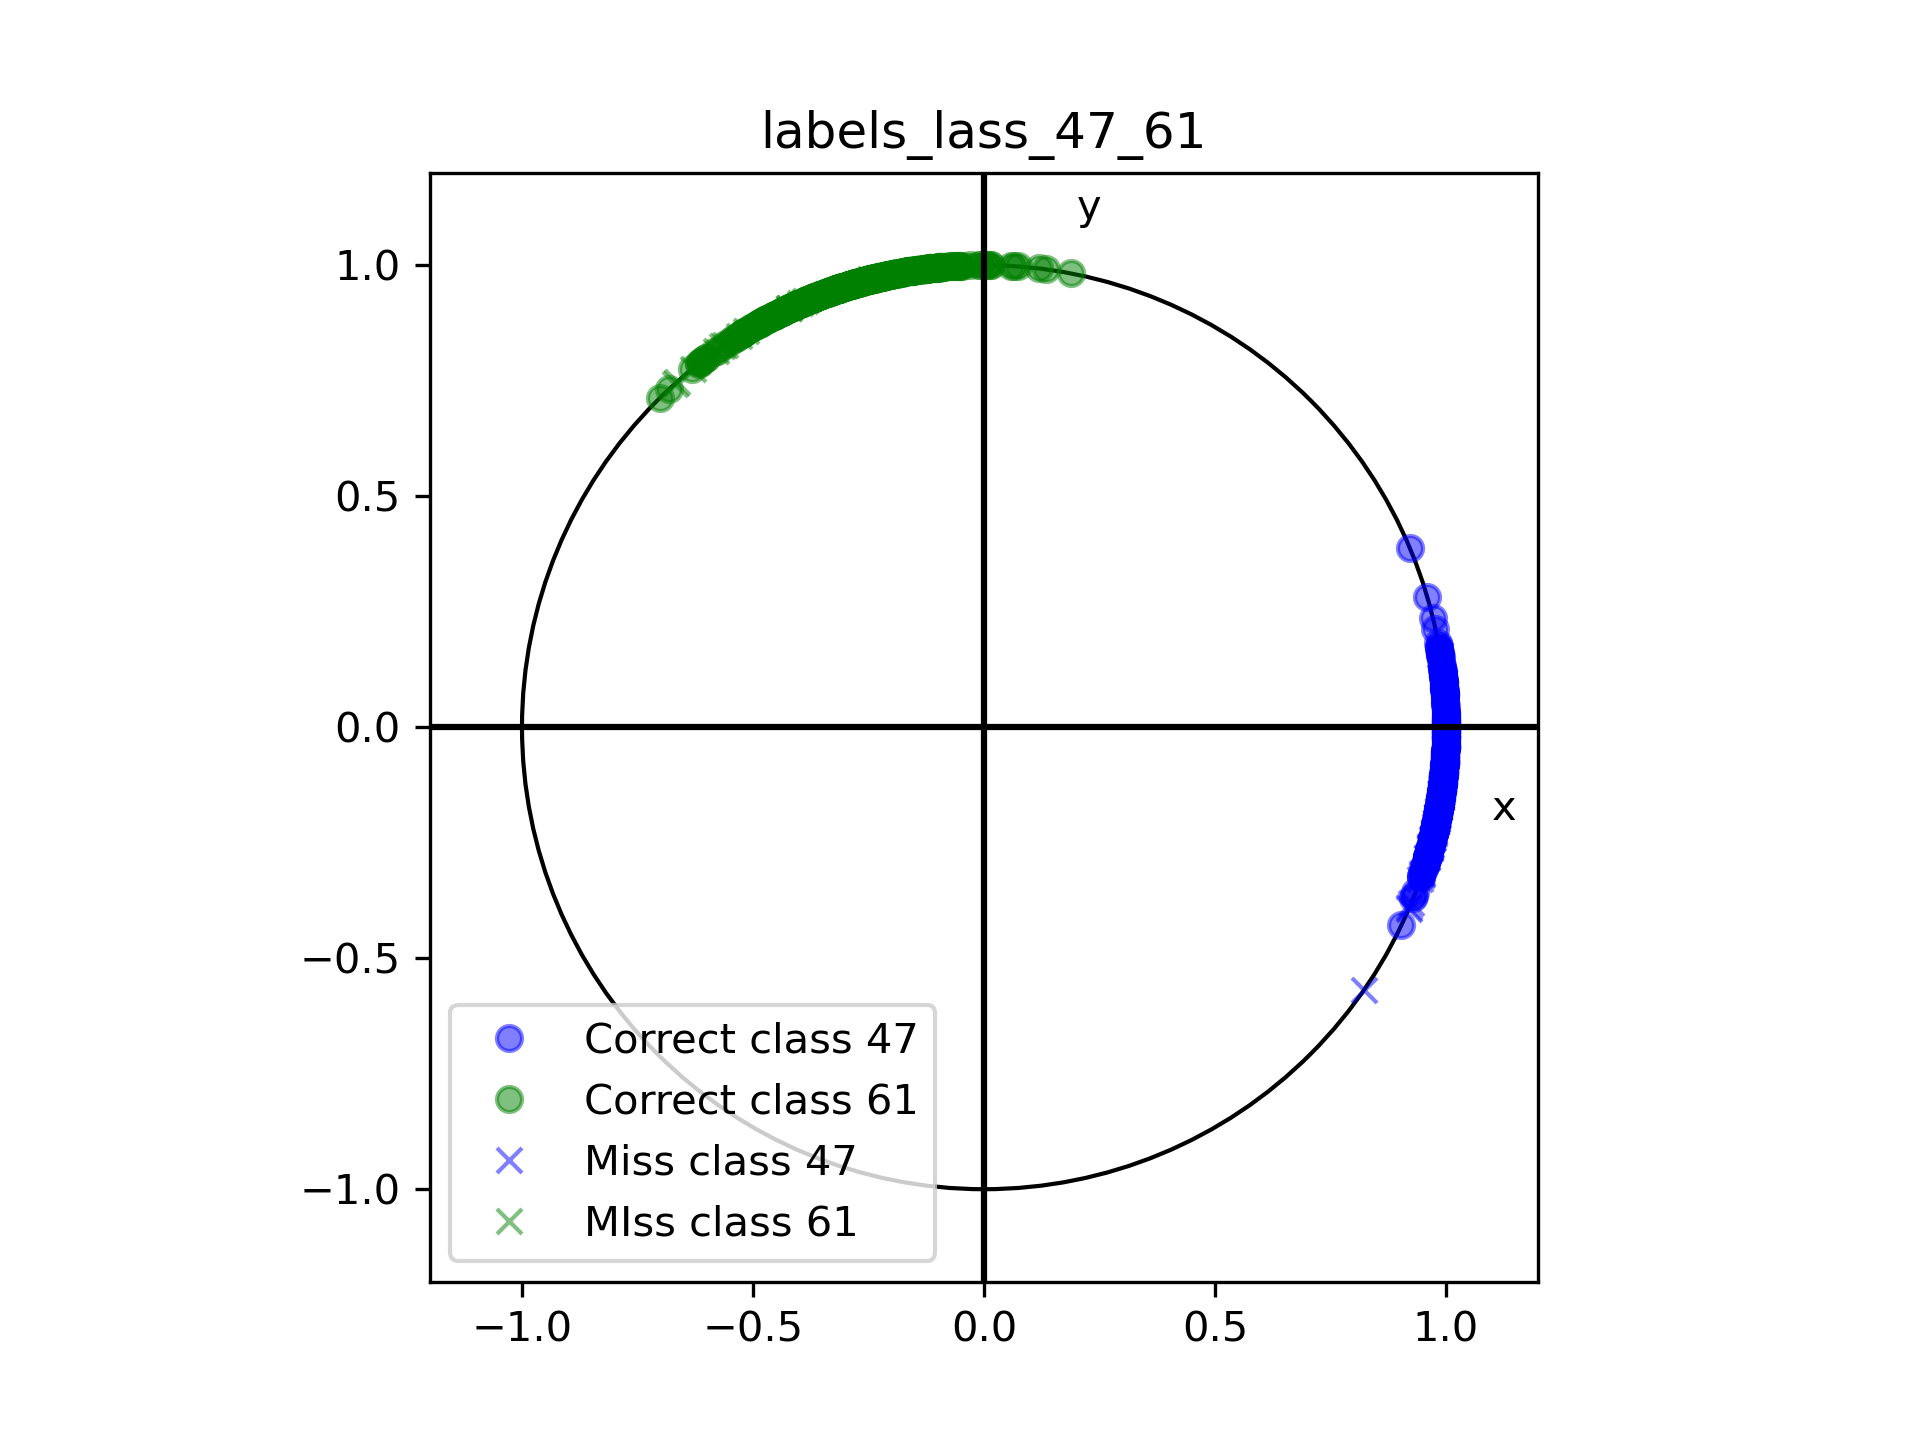 labels_lass_47_61
y
1.0
0.5
0.0
x
−0.5
−1.0
Correct class 47
Correct class 61
Miss class 47
MIss class 61
−1.0 −0.5 0.0 0.5 1.0